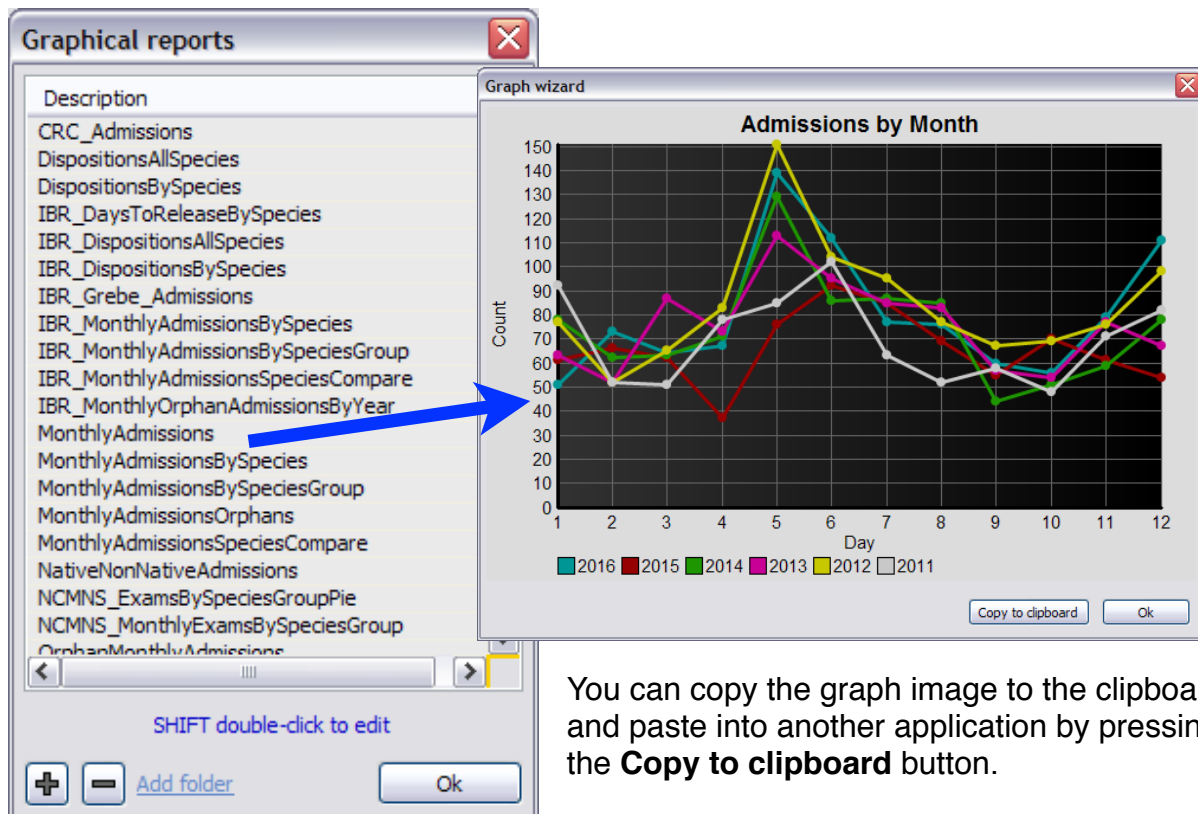 Graphical reports
Description
CRC_Admissions
DispositionsAllSpecies
DispositionsBySpecies
IBR_DaysToReleaseBySpecies
IBR_DispositionsAllSpecies
IBR_DispositionsBySpecies
IBR_Grebe_Admissions
IBR_MonthlyAdmissionsBySpecies
IBR_MonthlyAdmissionsBySpeciesGroup
IBR_MonthlyAdmissionsSpeciesCompare
IBR_MonthlyOrphanAdmissionsByYear
MonthlyAdmissions
MonthlyAdmissionsBySpecies
MonthlyAdmissionsBySpeciesGroup
MonthlyAdmissionsOrphans
MonthlyAdmissionsSpeciesCompare
NativeNonNativeAdmissions
NCMNS_ExamsBySpeciesGroupPie
NCMNS_MonthlyExamsBySpeciesGroup
OrphanMonthlyAdmissions
SHIFT double-click to edit
Add folder
Ok
Graph wizard
Admissions by Month
150
140
130
120
110
100
90
80
70
60
50
40
30
20
10
0
Count
1 2 3 4 5 6 7 8 9 10 11 12
Day
2016 2015 2014 2013 2012 2011
Copy to clipboard
Ok
You can copy the graph image to the clipboa
and paste into another application by pressin
the Copy to clipboard button.